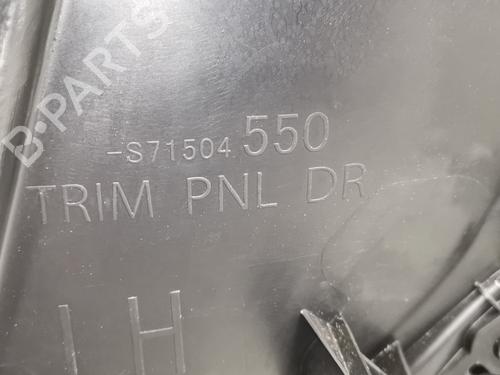 B-PARTS
-S71504 550
TRIM PNL DR
LH